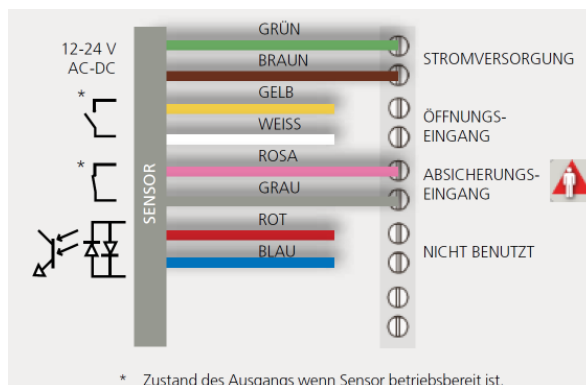 GRÜN
12-24 V
AC-DC
STROMVERSORGUNG
BRAUN
*
GELB
ÖFFNUNGS-
EINGANG
WEISS
*
ROSA
ABSICHERUNGS-
EINGANG
GRAU
SENSOR
ROT
NICHT BENUTZT
BLAU
* Zustand des Ausgangs wenn Sensor betriebsbereit ist.